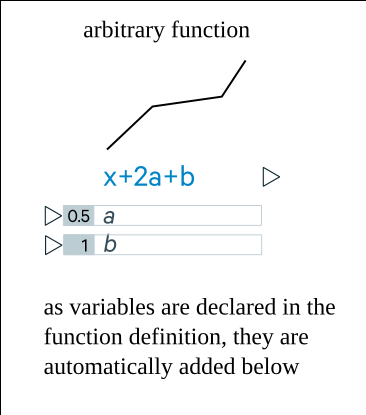 arbitrary function
x+2a+b
0.5 a
1 b
as variables are declared in the
function definition, they are
automatically added below